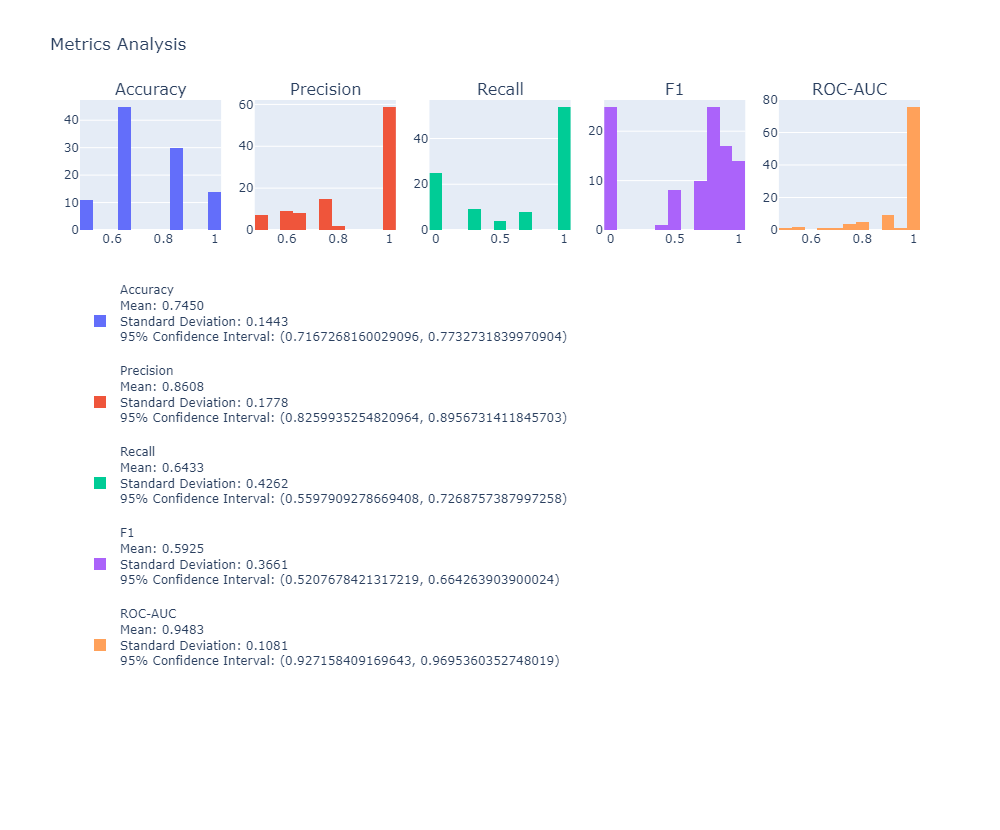 Metrics Analysis
Accuracy
Precision
Recall
F1
ROC-AUC
40
30
20
10
0
0.6
0.8
1
60
40
20
0
0.6
0.8
1
40
20
0
0
0.5
1
20
10
0
0
0.5
1
80
60
40
20
0
0.6
0.8
1
Accuracy
Mean: 0.7450
Standard Deviation: 0.1443
95% Confidence Interval: (0.7167268160029096, 0.7732731839970904)
Precision
Mean: 0.8608
Standard Deviation: 0.1778
95% Confidence Interval: (0.8259935254820964, 0.8956731411845703)
Recall
Mean: 0.6433
Standard Deviation: 0.4262
95% Confidence Interval: (0.5597909278669408, 0.7268757387997258)
F1
Mean: 0.5925
Standard Deviation: 0.3661
95% Confidence Interval: (0.5207678421317219, 0.664263903900024)
ROC-AUC
Mean: 0.9483
Standard Deviation: 0.1081
95% Confidence Interval: (0.927158409169643, 0.9695360352748019)